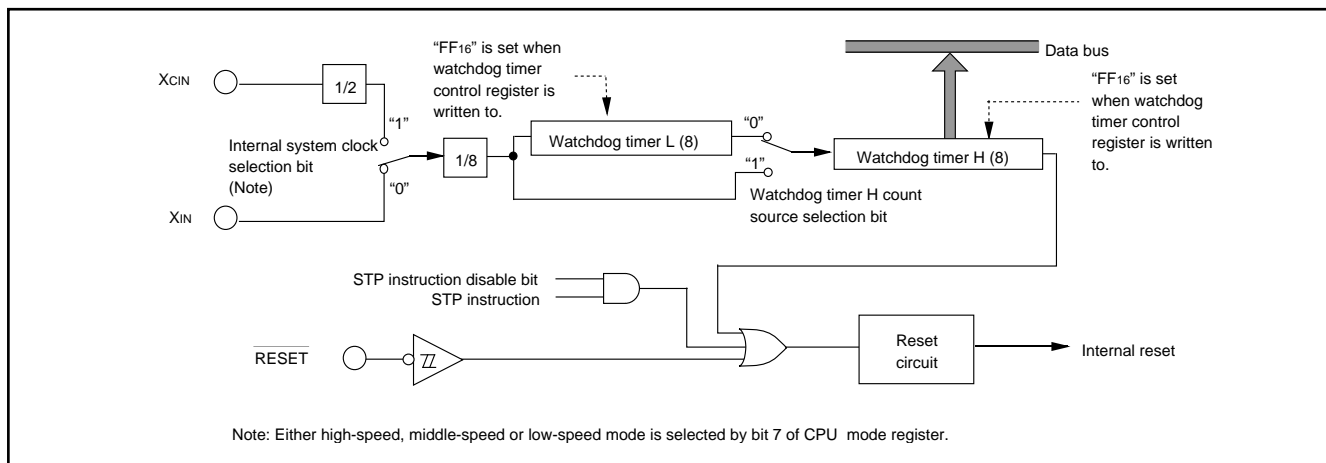 “FF16” is set when
watchdog timer
control register is
written to.
Data bus
“FF16” is set
when watchdog
timer control
register is written
to.
XCIN
1/2
“1”
Internal system clock
selection bit
(Note)
“0”
1/8
Watchdog timer L (8)
“0”
“1”
Watchdog timer H count
source selection bit
Watchdog timer H (8)
XIN
STP instruction disable bit
STP instruction
RESET
Reset
circuit
Internal reset
Note: Either high-speed, middle-speed or low-speed mode is selected by bit 7 of CPU mode register.